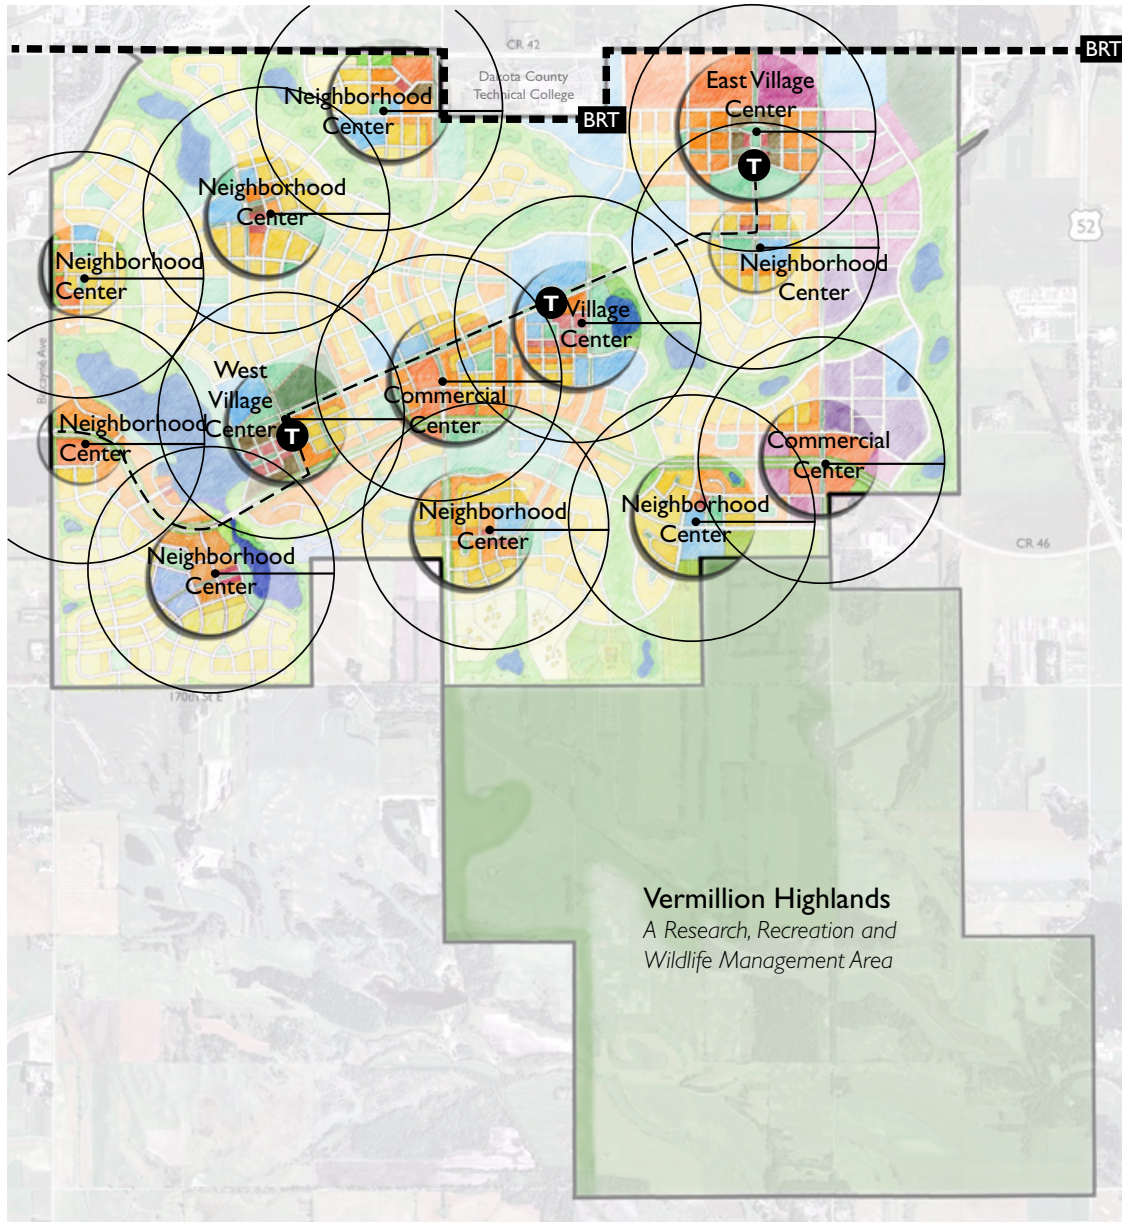 CR 42
BRT
Dakota County
Technical College
BRT
East Village
Center
Neighborhood
Center
T
Neighborhood
Center
52
Neighborhood
Center
Neighborhood
Center
T
Village
Center
West
Village
Center
T
Commercial
Center
Neighborhood
Center
Commercial
Center
Neighborhood
Center
Neighborhood
Center
CR 46
Neighborhood
Center
170th St E
Vermillion Highlands
A Research, Recreation and
Wildlife Management Area